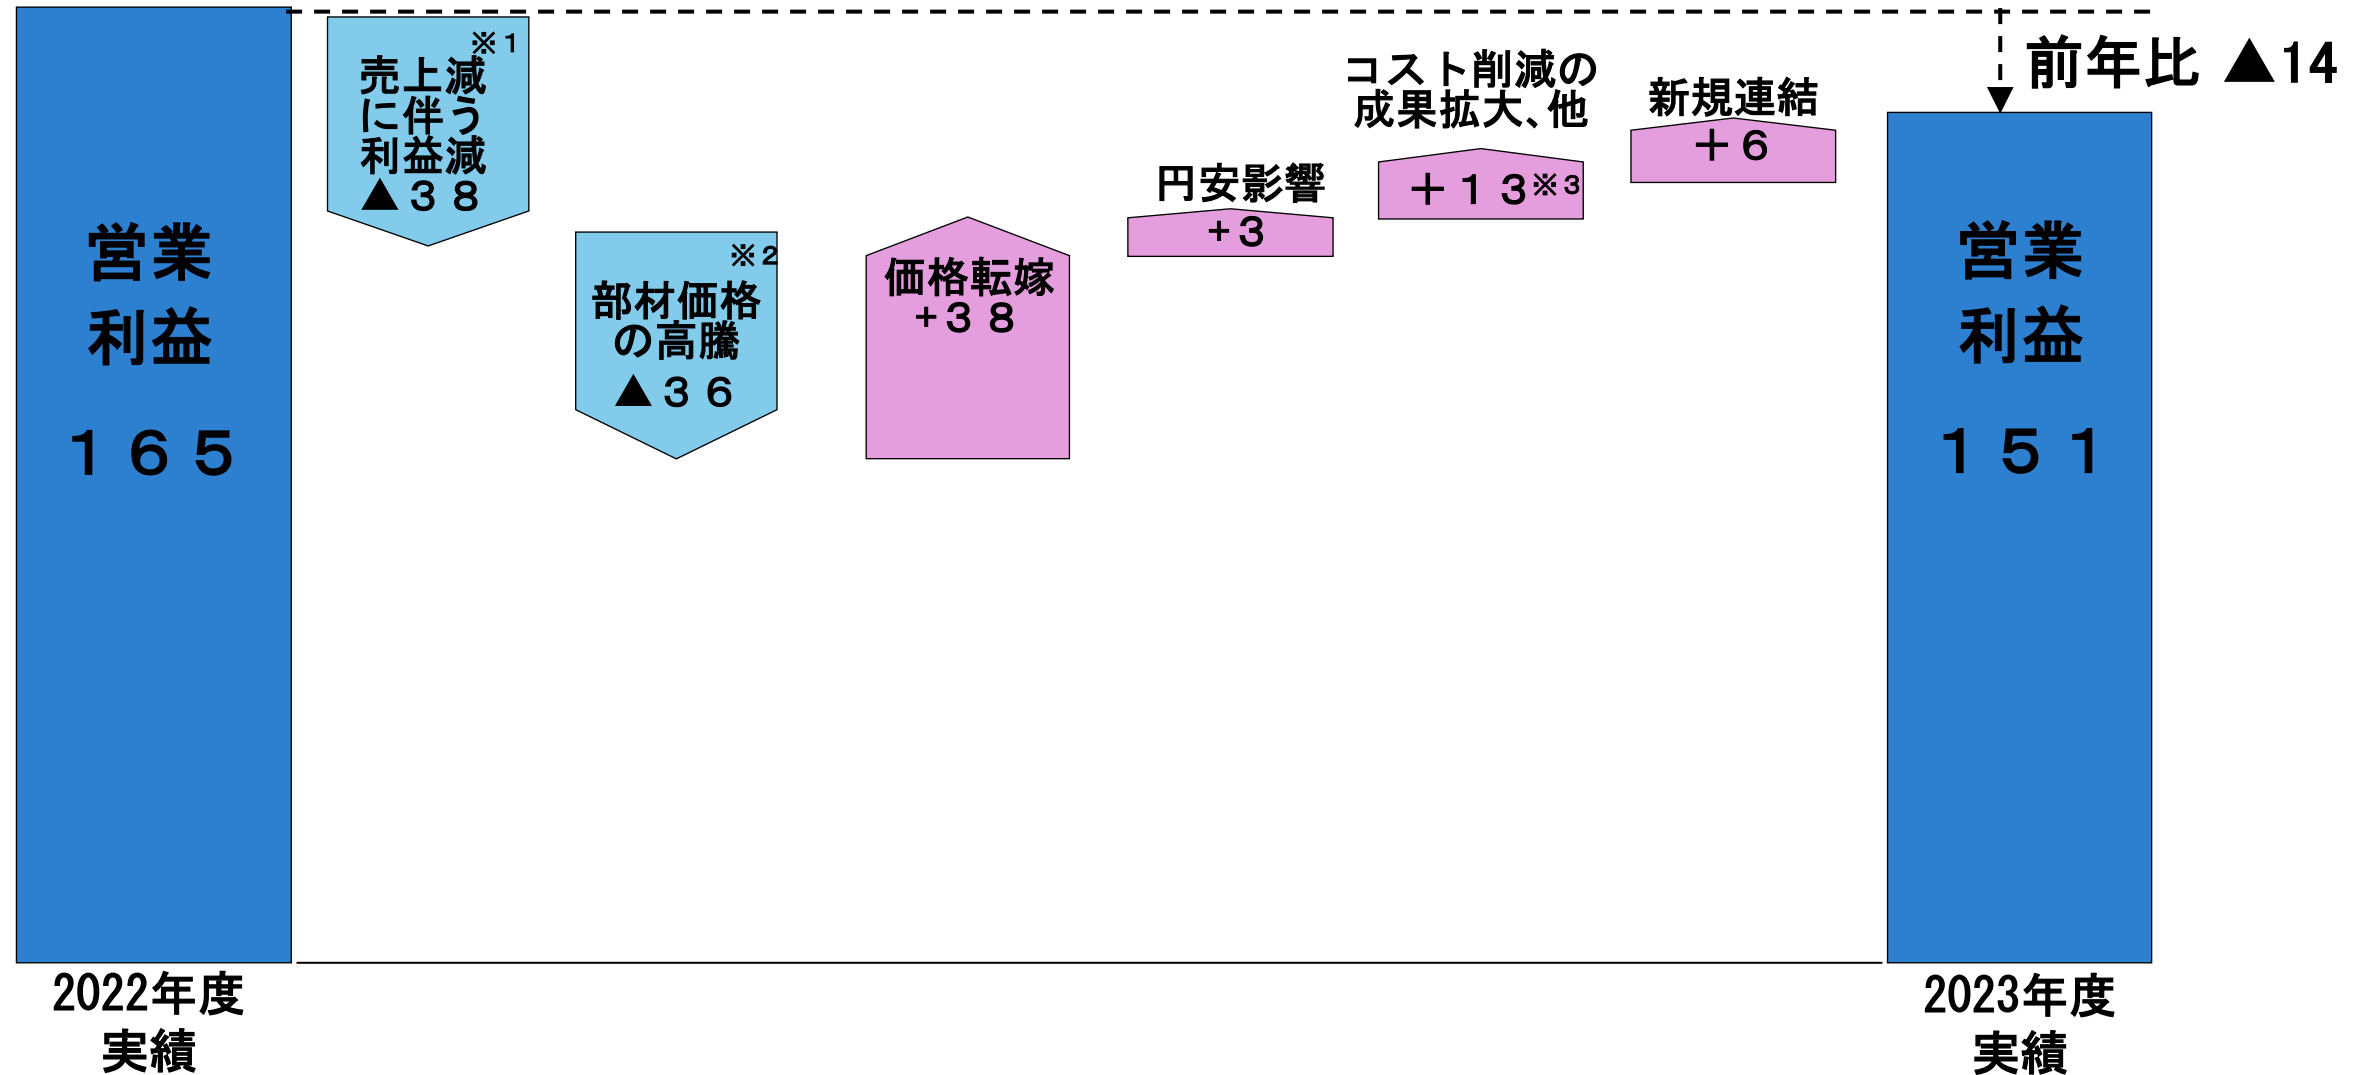 営業
利益
１６５
2022年度
実績
※１
売上減
に伴う
利益減
▲３８
※２
部材価格
の高騰
▲３６
価格転嫁
+３８
円安影響
+３
コスト削減の
成果拡大、他
＋１３※３
新規連結
＋６
前年比 ▲14
営業
利益
１５１
2023年度
実績